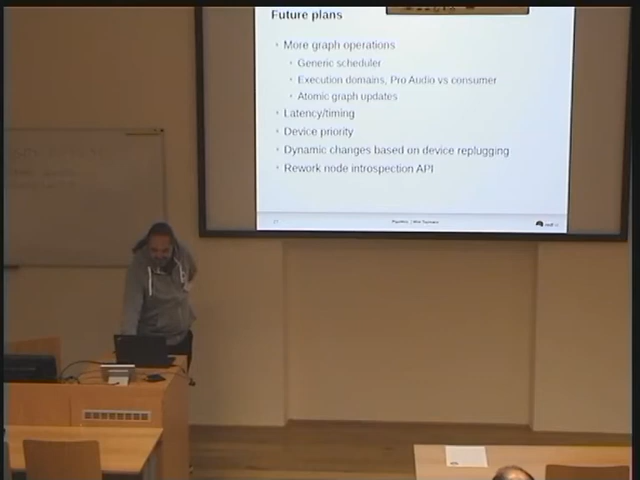 Future plans
More graph operations
Generic scheduler
Execution domains, Pro Audio vs consumer
Atomic graph updates
Latency/timing
Device priority
Dynamic changes based on device replugging
Rework node introspection API